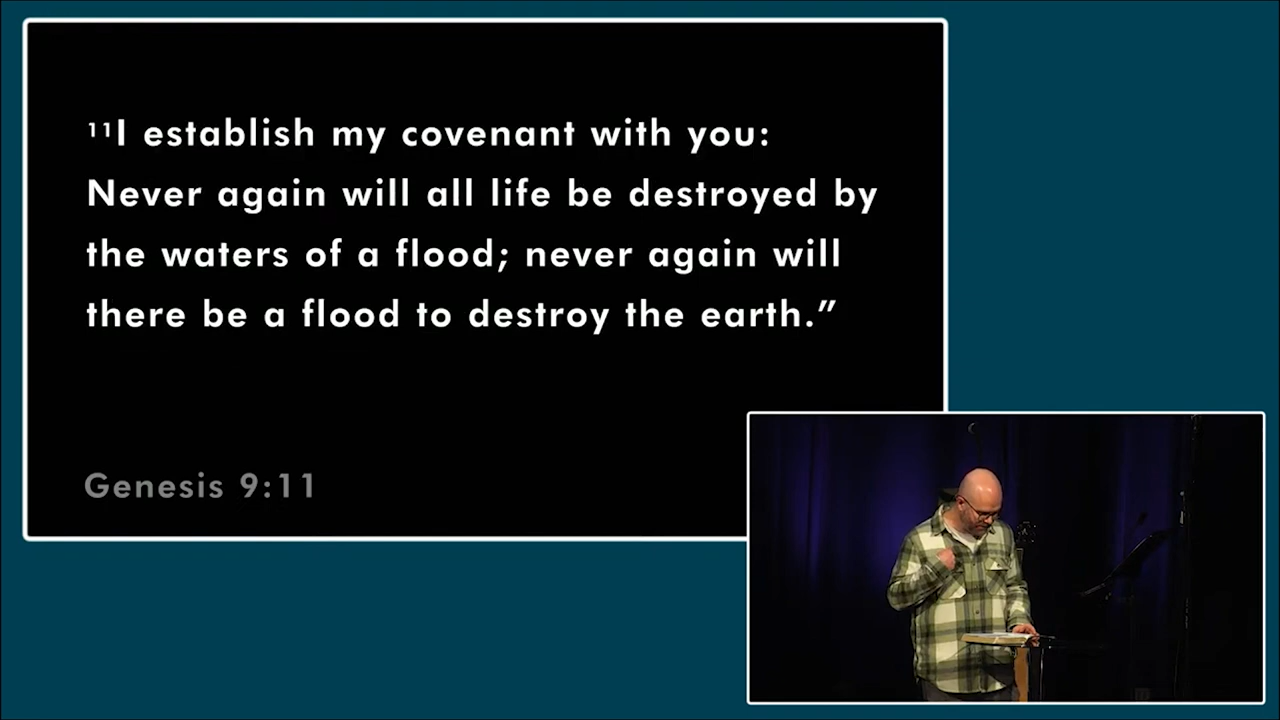 ¹¹I establish my covenant with you:
Never again will all life be destroyed by
the waters of a flood; never again will
there be a flood to destroy the earth.”
Genesis 9:11